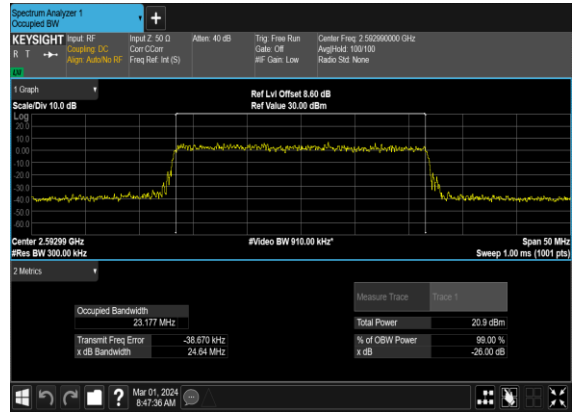 Spectrum Analyzer 1
Occupied BW
+
KEYSIGHT Input: RF Input Z: 50 Ω Atten: 40 dB Trig: Free Run Center Freq: 2.592990000 GHz
R T Coupling: DC Corr CCorr Gate: Off Avg|Hold: 100/100
Align: Auto/No RF Freq Ref: Int (S) #IF Gain: Low Radio Std: None
LW
1 Graph
Scale/Div 10.0 dB
Ref Lvl Offset 8.60 dB
Ref Value 30.00 dBm
Log
20.0
10.0
0.00
-10.0
-20.0
-30.0
-40.0
-50.0
-60.0
Center 2.59299 GHz #Video BW 910.00 kHz* Span 50 MHz
#Res BW 300.00 kHz Sweep 1.00 ms (1001 pts)
2 Metrics
Measure Trace Trace 1
Occupied Bandwidth
23.177 MHz
Total Power 20.9 dBm
Transmit Freq Error -38.670 kHz % of OBW Power 99.00 %
x dB Bandwidth 24.64 MHz x dB -26.00 dB
? Mar 01, 2024
8:47:36 AM